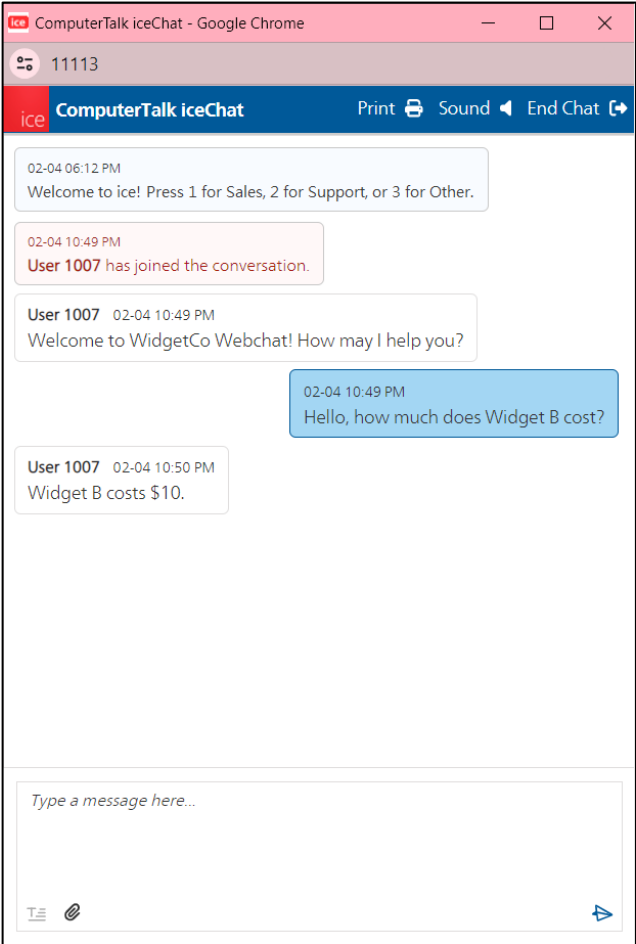 ice ComputerTalk iceChat - Google Chrome
11113
ice ComputerTalk iceChat Print Sound End Chat
02-04 06:12 PM
Welcome to ice! Press 1 for Sales, 2 for Support, or 3 for Other.
02-04 10:49 PM
User 1007 has joined the conversation.
User 1007 02-04 10:49 PM
Welcome to WidgetCo Webchat! How may I help you?
02-04 10:49 PM
Hello, how much does Widget B cost?
User 1007 02-04 10:50 PM
Widget B costs $10.
Type a message here...